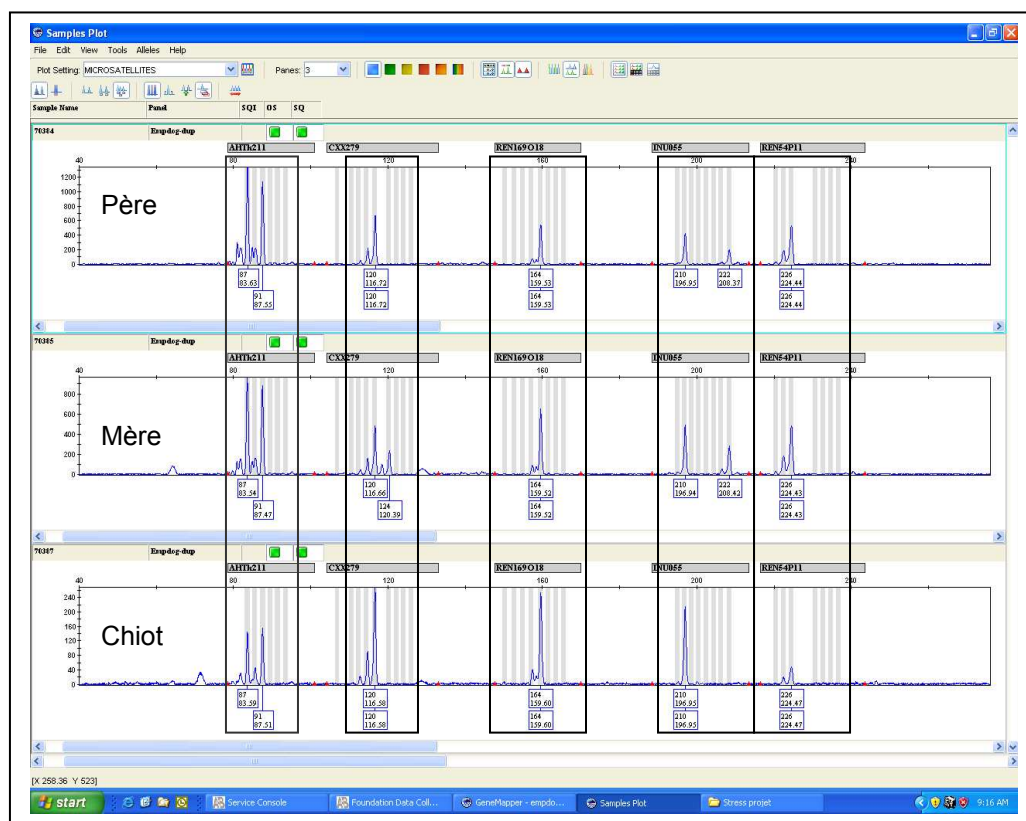 Samples Plot
File Edit View Tools Alleles Help
Plot Setting: MICROSATELLITES Panes: 3
Sample Name Panel SQI OS SQ
70384 Empdog-dup
AHTk211 CXX279 REN169O18 INU055 REN54P11
40 80 120 160 200 240
1200
1000
800
600
400
200
0
Père
87 120 164 210 222 226
83.63 116.72 159.53 196.95 208.37 224.44
91 120 164 226
87.55 116.72 159.53 224.44
70385 Empdog-dup
AHTk211 CXX279 REN169O18 INU055 REN54P11
40 80 120 160 200 240
800
600
400
200
0
Mère
87 120 164 210 222 226
83.54 116.66 159.52 196.94 208.42 224.43
91 124 164 226
87.47 120.39 159.52 224.43
70387 Empdog-dup
AHTk211 CXX279 REN169O18 INU055 REN54P11
40 80 120 160 200 240
240
200
160
120
80
40
0
Chiot
87 120 164 210 226
83.59 116.58 159.60 196.95 224.47
91 120 164 210 226
87.51 116.58 159.60 196.95 224.47
[X 258.36 Y 523]
start Service Console Foundation Data Coll... GeneMapper - empdo... Samples Plot Stress projet 9:16 AM